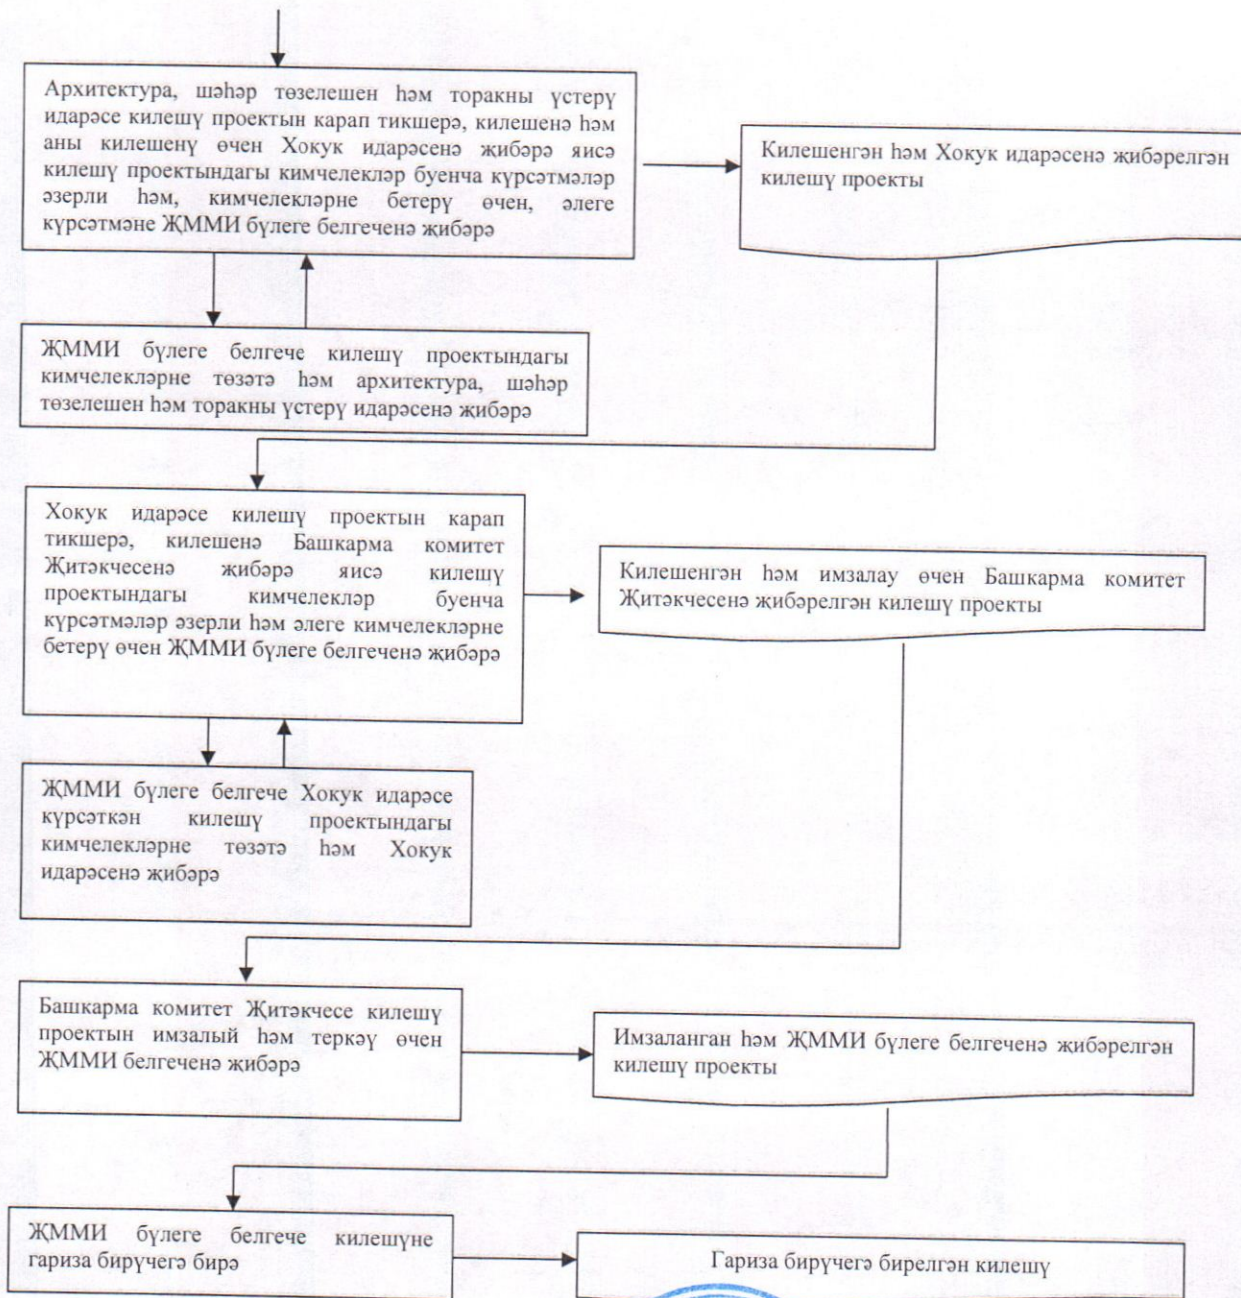 Архитектура, шәһәр төзелешен һәм торакны үстерү
идарәсе килешү проектын карап тикшерә, килешенә һәм
аны килешенү өчен Хокук идарәсенә җибәрә яисә
килешү проектындагы кимчелекләр буенча күрсәтмәләр
әзерли һәм, кимчелекләрне бетерү өчен, әлеге
күрсәтмәне ҖММИ бүлеге белгеченә җибәрә
Килешенгән һәм Хокук идарәсенә җибәрелгән
килешү проекты
ҖММИ бүлеге белгече килешү проектындагы
кимчелекләрне төзәтә һәм архитектура, шәһәр
төзелешен һәм торакны үстерү идарәсенә җибәрә
Хокук идарәсе килешү проектын карап
тикшерә, килешенә Башкарма комитет
Җитәкчесенә җибәрә яисә килешү
проектындагы кимчелекләр буенча
күрсәтмәләр әзерли һәм әлеге кимчелекләрне
бетерү өчен ҖММИ бүлеге белгеченә җибәрә
Килешенгән һәм имзалау өчен Башкарма комитет
Җитәкчесенә җибәрелгән килешү проекты
ҖММИ бүлеге белгече Хокук идарәсе
күрсәткән килешү проектындагы
кимчелекләрне төзәтә һәм Хокук
идарәсенә җибәрә
Башкарма комитет Җитәкчесе килешү
проектын имзалый һәм теркәү өчен
ҖММИ белгеченә җибәрә
Имзаланган һәм ҖММИ бүлеге белгеченә җибәрелгән
килешү проекты
ҖММИ бүлеге белгече килешүне
гариза бирүчегә бирә
Гариза бирүчегә бирелгән килешү